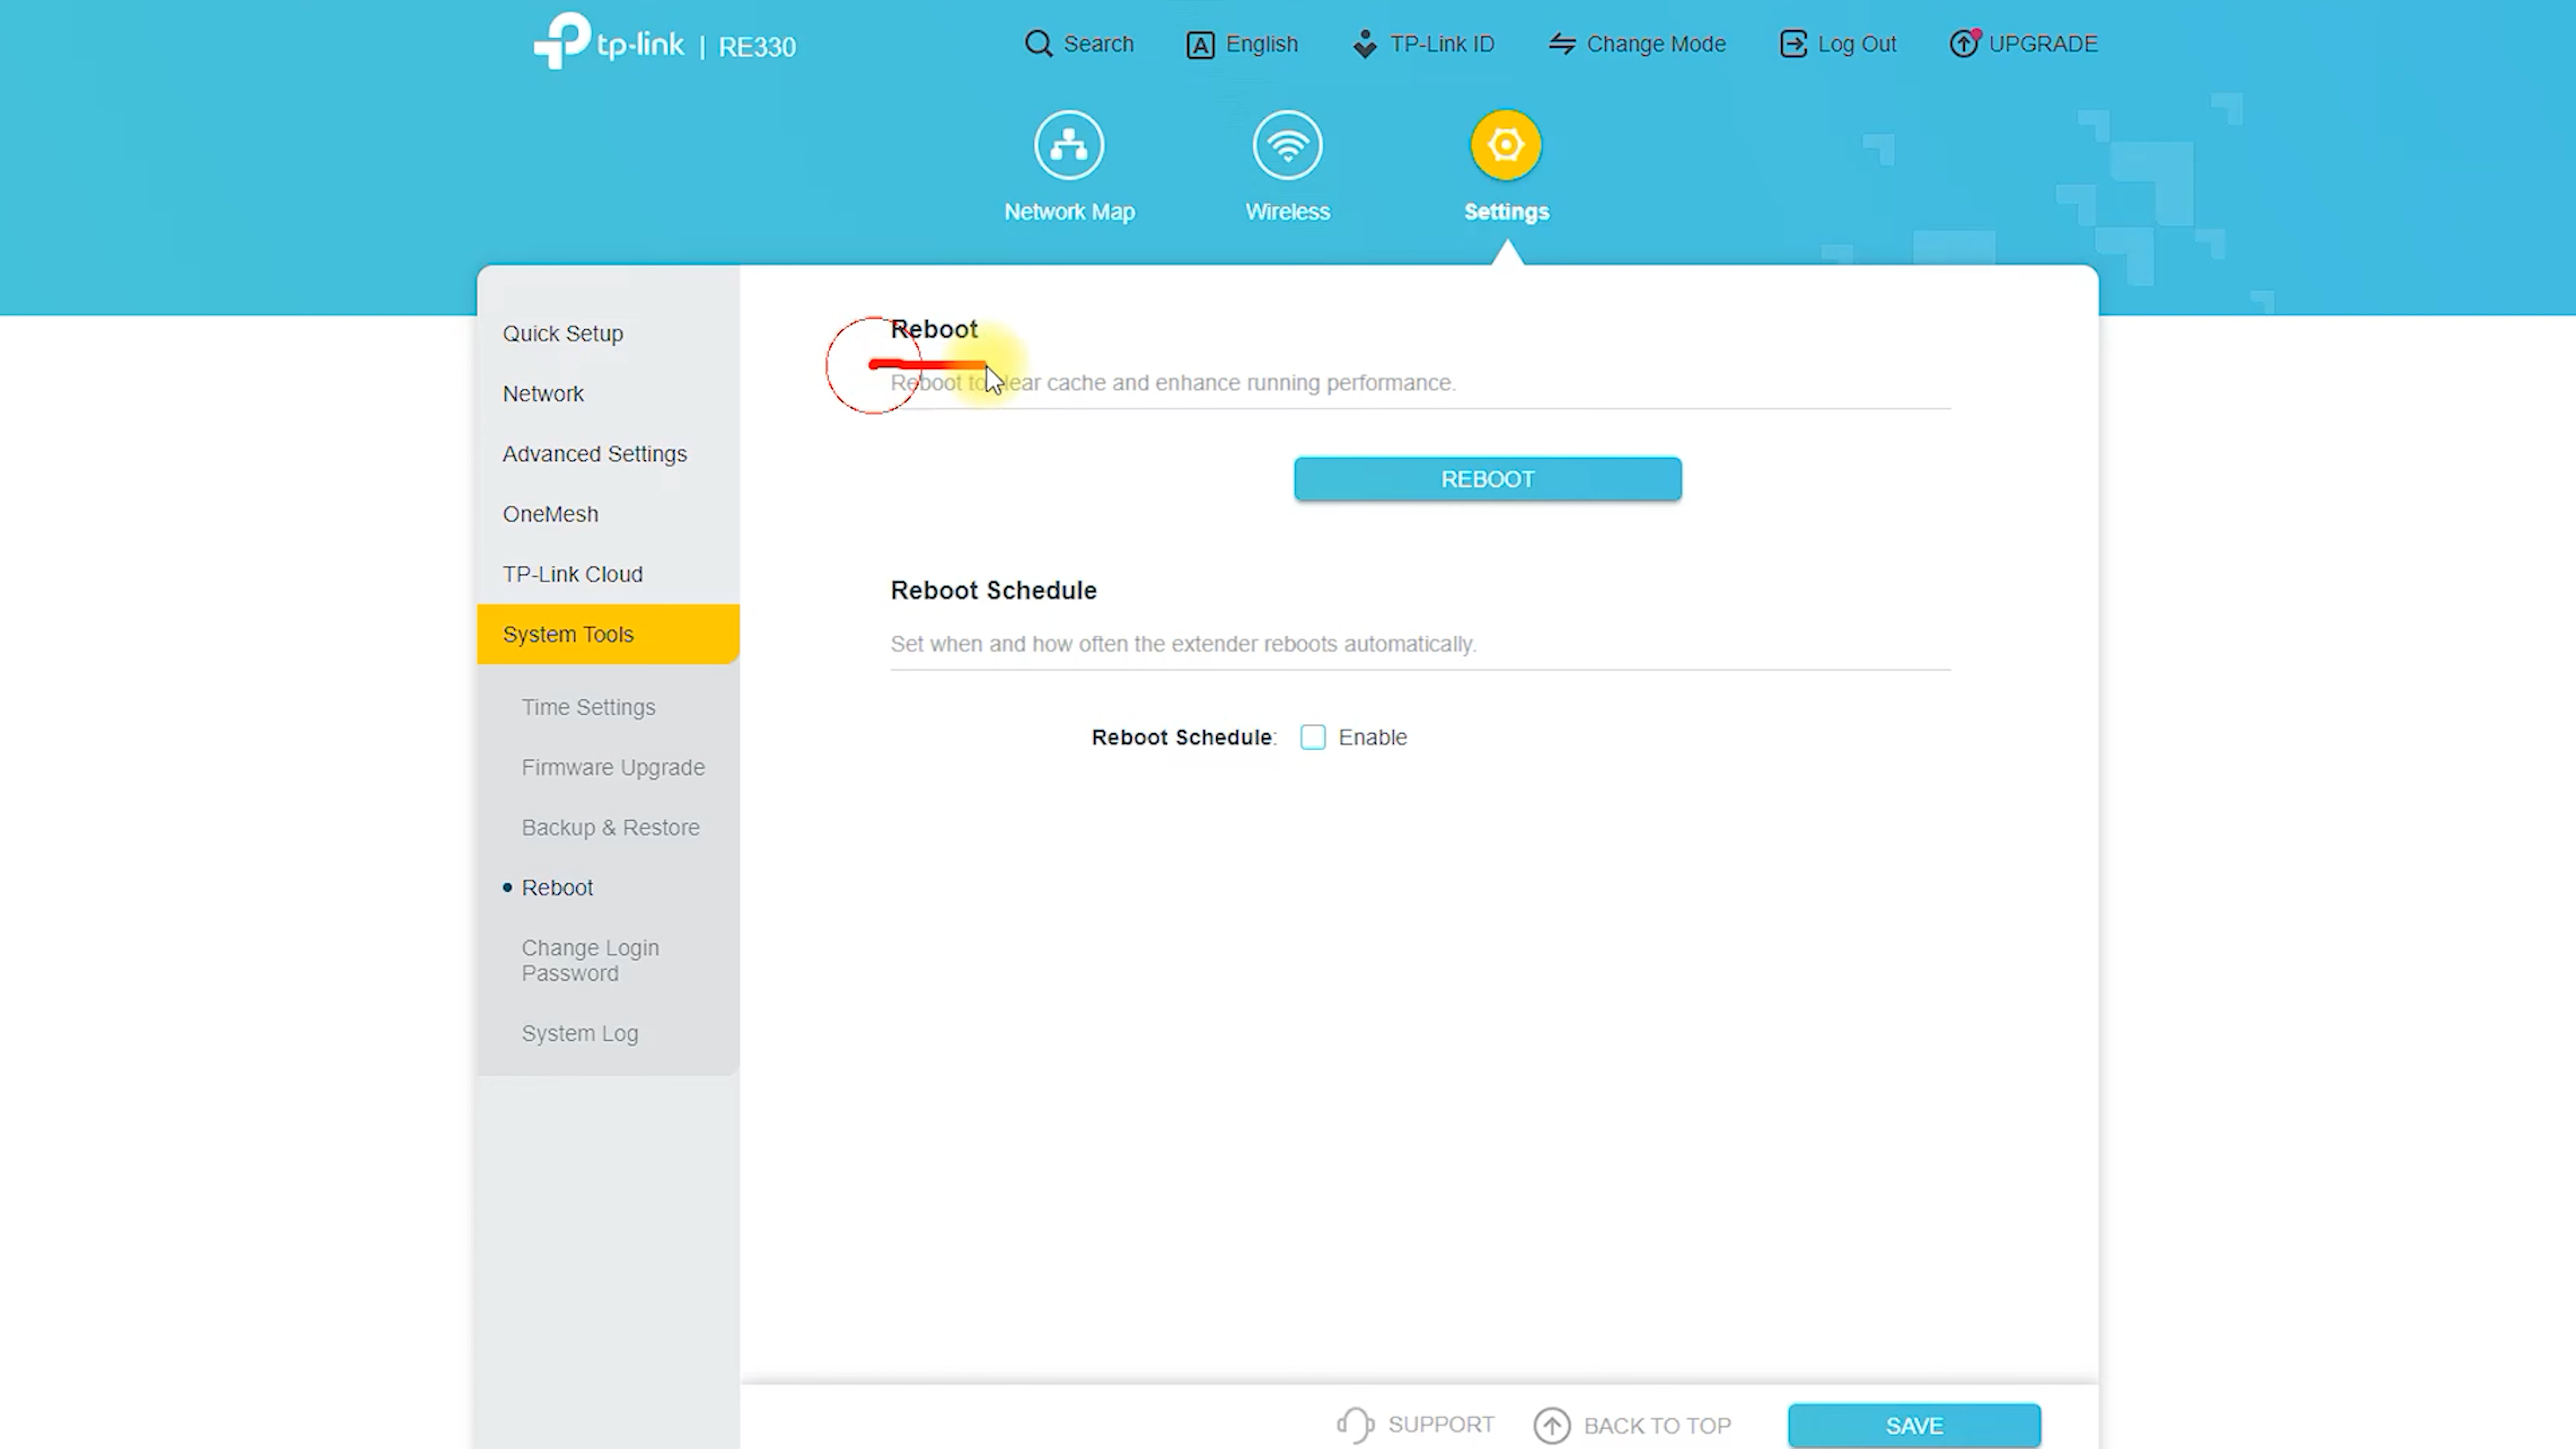 tp-link | RE330
Search
English
TP-Link ID
Change Mode
Log Out
UPGRADE
Network Map
Wireless
Settings
Quick Setup
Network
Advanced Settings
OneMesh
TP-Link Cloud
System Tools
Time Settings
Firmware Upgrade
Backup & Restore
Reboot
Change Login
Password
System Log
Reboot
Reboot to clear cache and enhance running performance.
REBOOT
Reboot Schedule
Set when and how often the extender reboots automatically.
Reboot Schedule: Enable
SUPPORT
BACK TO TOP
SAVE